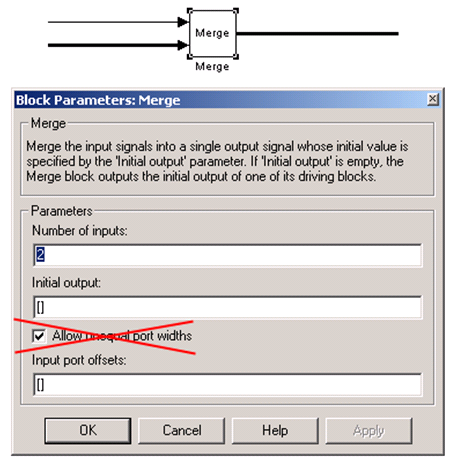 Merge
Merge
Block Parameters: Merge
Merge
Merge the input signals into a single output signal whose initial value is
specified by the 'Initial output' parameter. If 'Initial output' is empty, the
Merge block outputs the initial output of one of its driving blocks.
Parameters
Number of inputs:
2
Initial output:
[]
Allow unequal port widths
Input port offsets:
[]
OK Cancel Help Apply